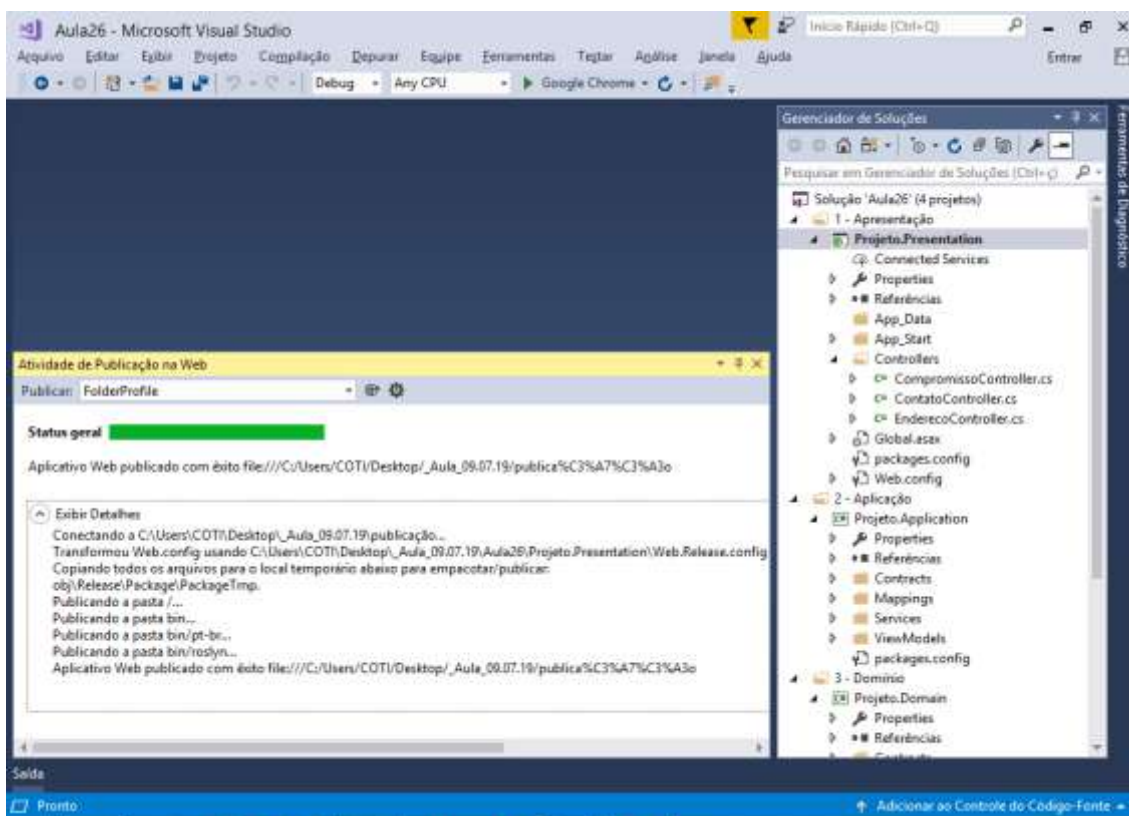 Aula26 - Microsoft Visual Studio
Início Rápido (Ctrl+Q)
Arquivo Editar Exibir Projeto Compilação Depurar Equipe Ferramentas Testar Análise Janela Ajuda
Entrar
Debug Any CPU Google Chrome
Gerenciador de Soluções
Pesquisar em Gerenciador de Soluções (Ctrl+ç)
Solução 'Aula26' (4 projetos)
1 - Apresentação
Projeto.Presentation
Connected Services
Properties
Referências
App_Data
App_Start
Controllers
CompromissoController.cs
ContatoController.cs
EnderecoController.cs
Global.asax
packages.config
Web.config
2 - Aplicação
Projeto.Application
Properties
Referências
Contracts
Mappings
Services
ViewModels
packages.config
3 - Domínio
Projeto.Domain
Properties
Referências
Ferramentas de Diagnóstico
Atividade de Publicação na Web
Publicar: FolderProfile
Status geral
Aplicativo Web publicado com êxito file:///C:/Users/COTI/Desktop/_Aula_09.07.19/publica%C3%A7%C3%A3o
Exibir Detalhes
Conectando a C:\Users\COTI\Desktop\_Aula_09.07.19\publicação...
Transformou Web.config usando C:\Users\COTI\Desktop\_Aula_09.07.19\Aula26\Projeto.Presentation\Web.Release.config
Copiando todos os arquivos para o local temporário abaixo para empacotar/publicar:
obj\Release\Package\PackageTmp.
Publicando a pasta /...
Publicando a pasta bin...
Publicando a pasta bin/pt-br...
Publicando a pasta bin/roslyn...
Aplicativo Web publicado com êxito file:///C:/Users/COTI/Desktop/_Aula_09.07.19/publica%C3%A7%C3%A3o
Saída
Pronto
Adicionar ao Controle do Código-Fonte